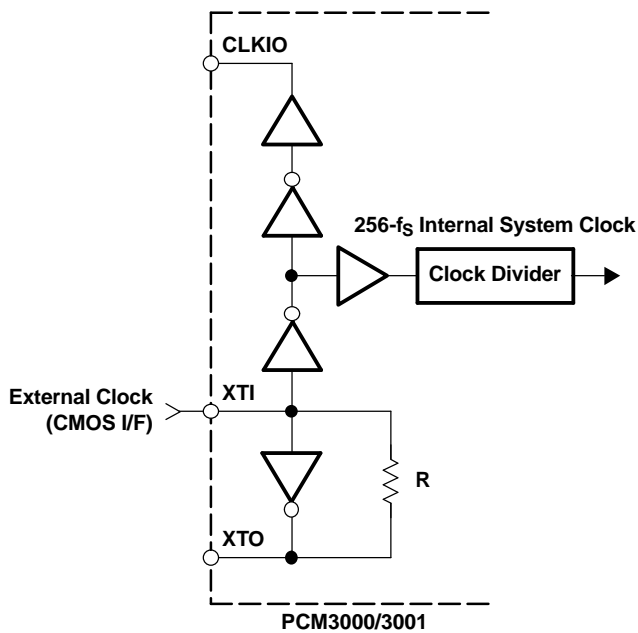 CLKIO
256-fS Internal System Clock
Clock Divider
External Clock
(CMOS I/F)
XTI
R
XTO
PCM3000/3001